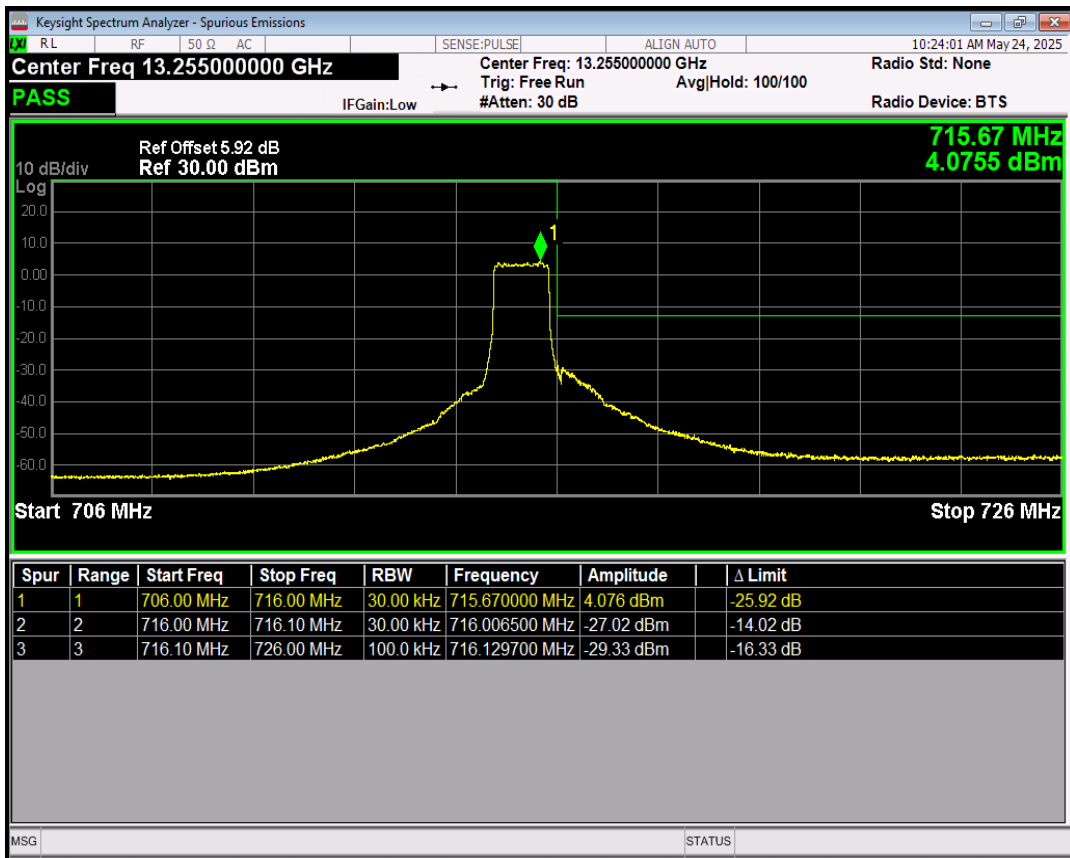 Keysight Spectrum Analyzer - Spurious Emissions
LXI RL RF 50 Ω AC SENSE:PULSE ALIGN AUTO 10:24:01 AM May 24, 2025
Center Freq 13.255000000 GHz Center Freq: 13.255000000 GHz Radio Std: None
Trig: Free Run Avg|Hold: 100/100
PASS IFGain:Low #Atten: 30 dB Radio Device: BTS
715.67 MHz
Ref Offset 5.92 dB
4.0755 dBm
10 dB/div Ref 30.00 dBm
Log
20.0
1
10.0
0.00
-10.0
-20.0
-30.0
-40.0
-50.0
-60.0
Start 706 MHz Stop 726 MHz
Spur Range Start Freq Stop Freq RBW Frequency Amplitude Δ Limit
1 1 706.00 MHz 716.00 MHz 30.00 kHz 715.670000 MHz 4.076 dBm -25.92 dB
2 2 716.00 MHz 716.10 MHz 30.00 kHz 716.006500 MHz -27.02 dBm -14.02 dB
3 3 716.10 MHz 726.00 MHz 100.0 kHz 716.129700 MHz -29.33 dBm -16.33 dB
MSG STATUS